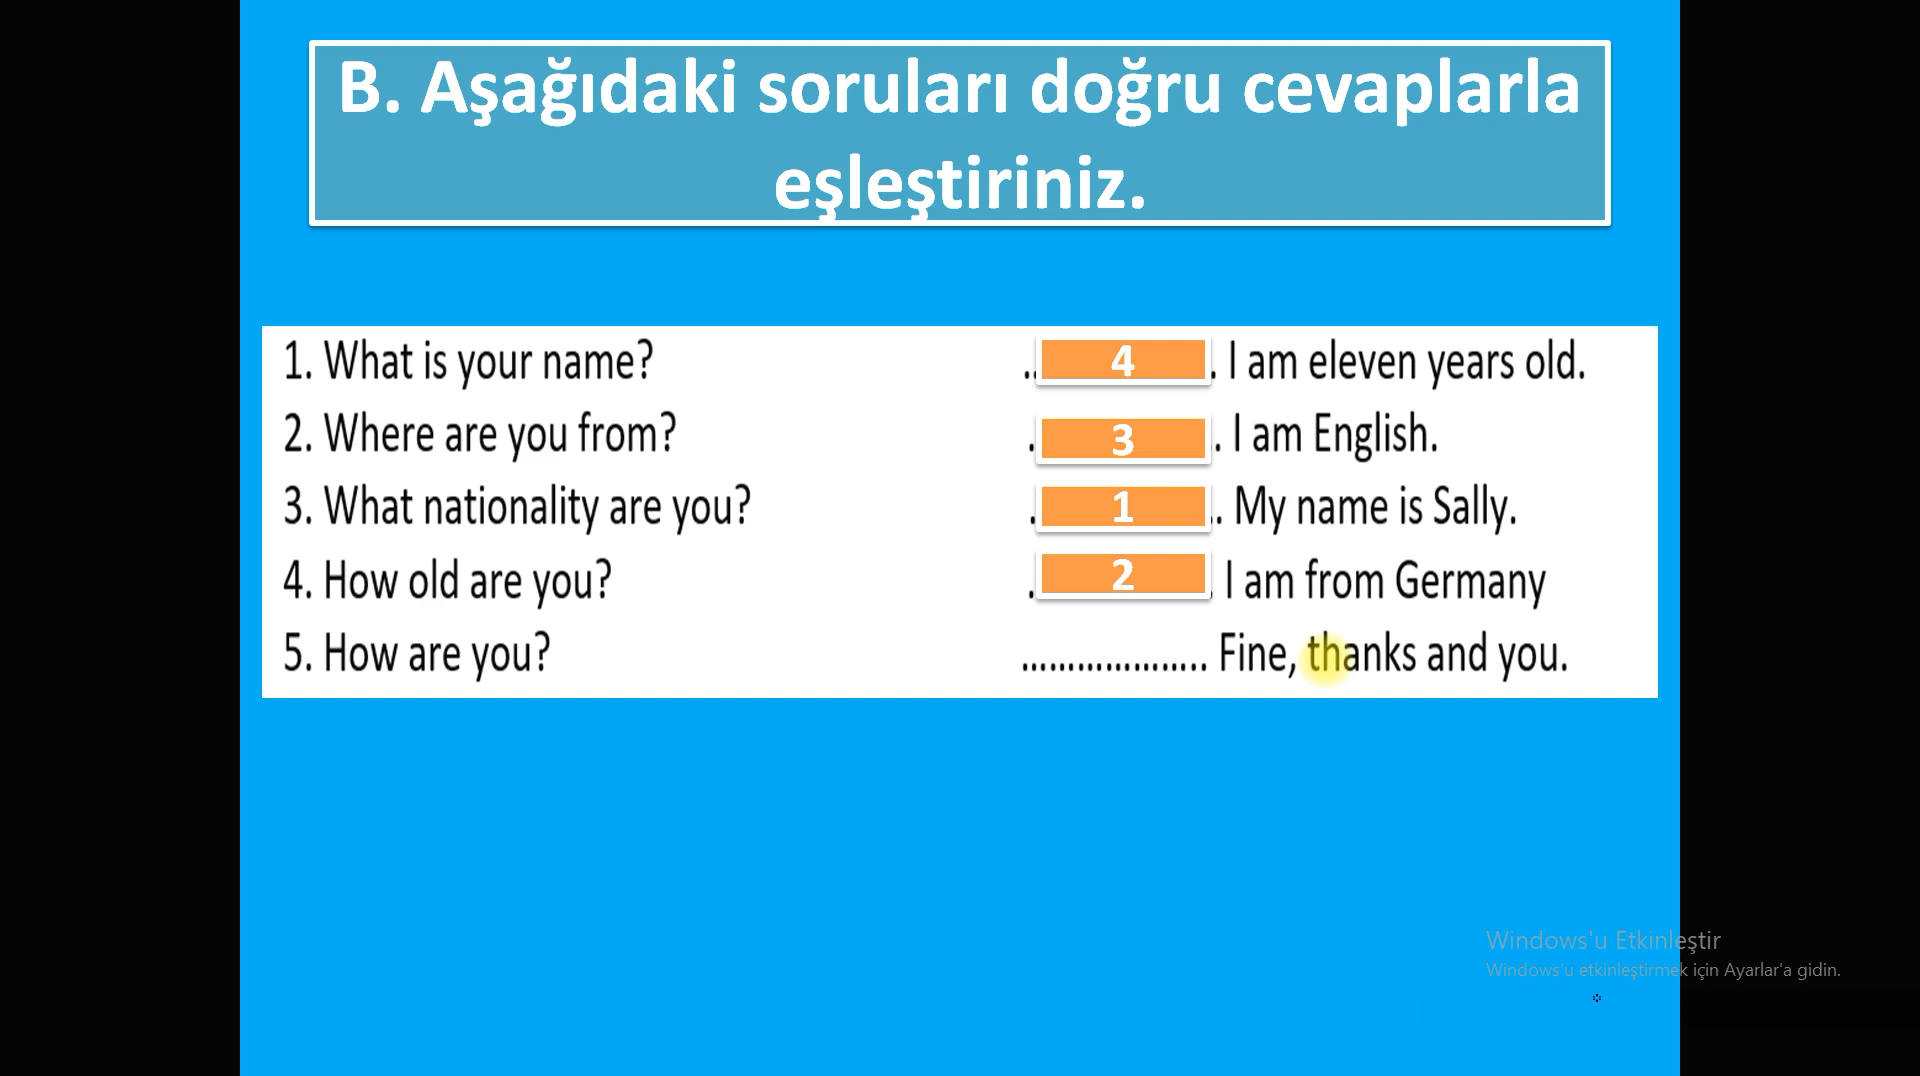 B. Aşağıdaki soruları doğru cevaplarla
eşleştiriniz.
1. What is your name? .. 4 . I am eleven years old.
2. Where are you from? . 3 . I am English.
3. What nationality are you? . 1 .. My name is Sally.
4. How old are you? . 2 . I am from Germany
5. How are you? ........................ Fine, thanks and you.
Windows'u Etkinleştir
Windows'u etkinleştirmek için Ayarlar'a gidin.